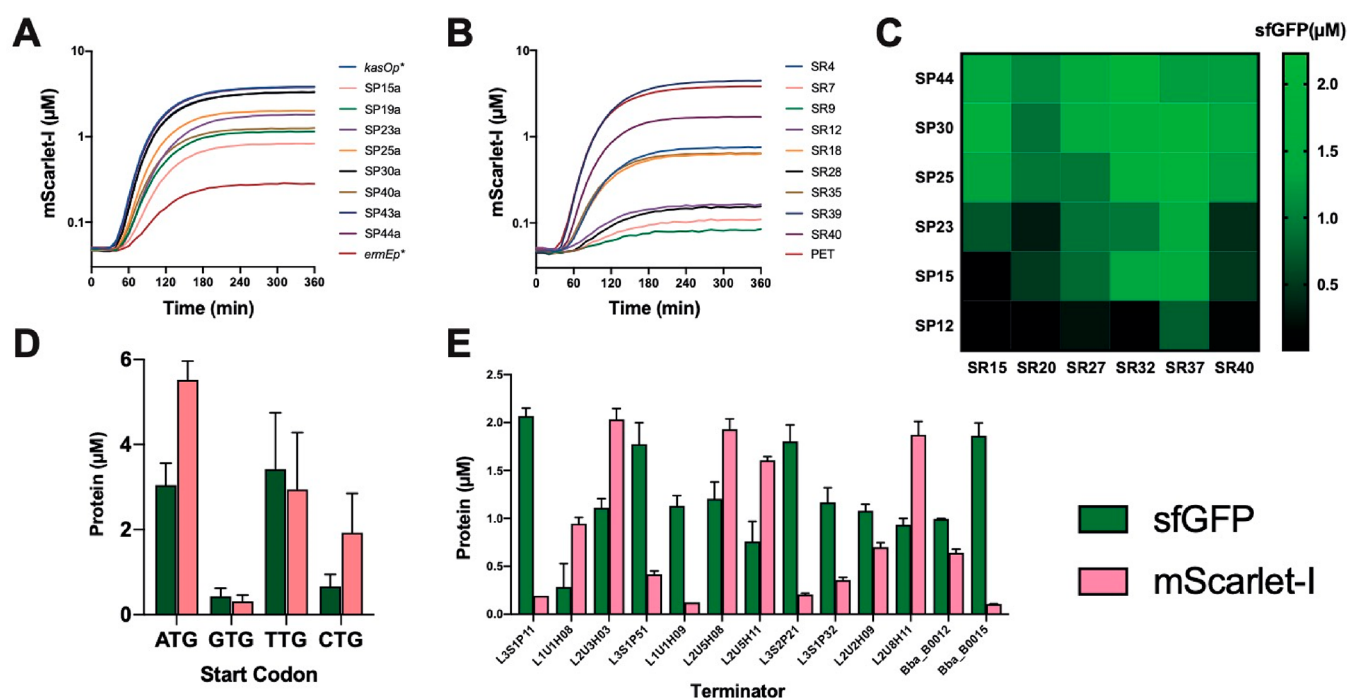 A
mScarlet-I (µM)
10
1
0.1
0 60 120 180 240 300 360
Time (min)
kasOp*
SP15a
SP19a
SP23a
SP25a
SP30a
SP40a
SP43a
SP44a
ermEp*
B
mScarlet-I (µM)
10
1
0.1
0 60 120 180 240 300 360
Time (min)
SR4
SR7
SR9
SR12
SR18
SR28
SR35
SR39
SR40
PET
C
sfGFP(µM)
SP44
SP30
SP25
SP23
SP15
SP12
SR15 SR20 SR27 SR32 SR37 SR40
2.0
1.5
1.0
0.5
D
Protein (µM)
6
4
2
0
ATG GTG TTG CTG
Start Codon
E
Protein (µM)
2.5
2.0
1.5
1.0
0.5
0.0
L3S1P11 L1U1H08 L2U3H03 L3S1P51 L1U1H09 L2U5H08 L2U5H11 L3S2P21 L3S1P32 L2U2H09 L2U8H11 Bba_B0012 Bba_B0015
Terminator
sfGFP
mScarlet-I